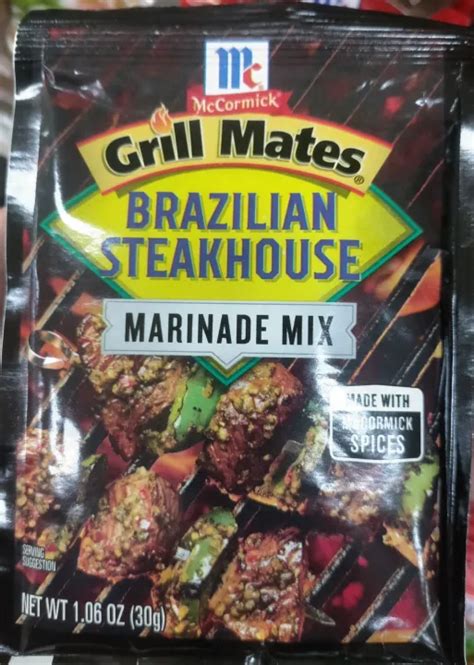 Mc
McCormick®
Grill Mates®
BRAZILIAN
STEAKHOUSE
MARINADE MIX
MADE WITH
McCORMICK
SPICES
SERVING
SUGGESTION
NET WT 1.06 OZ (30g)